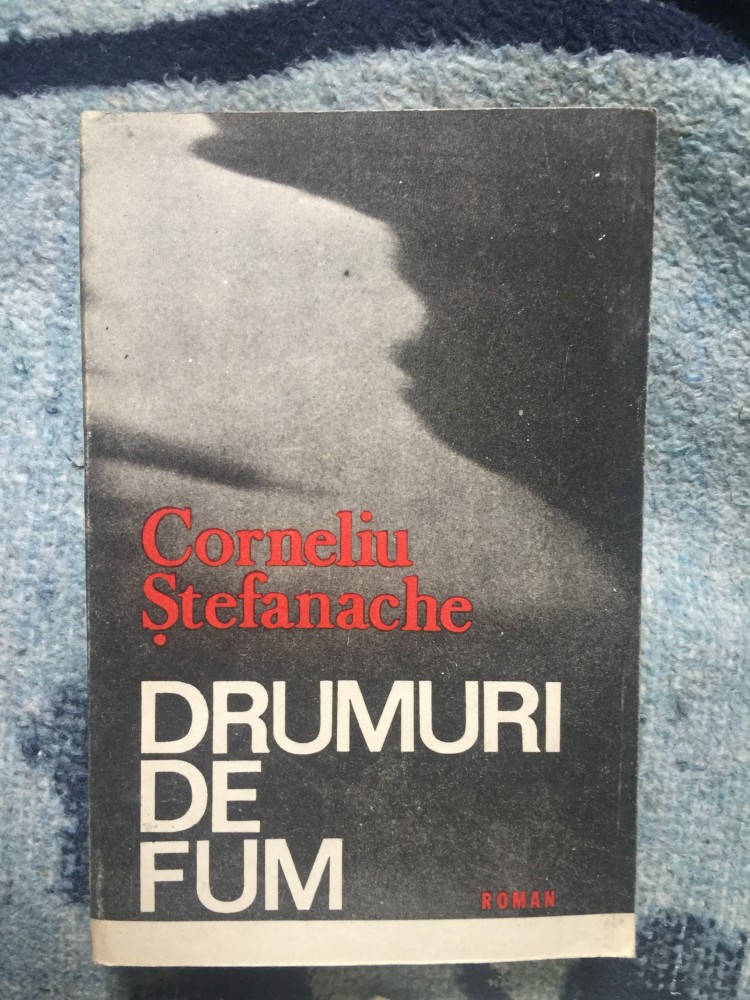 Corneliu
Ștefanache
DRUMURI
DE
FUM
ROMAN